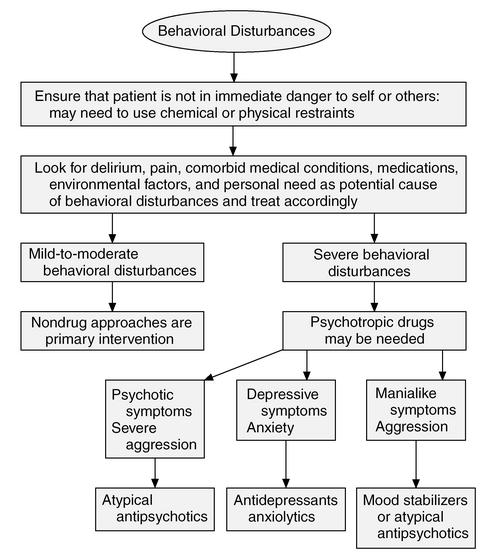 Behavioral Disturbances
Ensure that patient is not in immediate danger to self or others:
may need to use chemical or physical restraints
Look for delirium, pain, comorbid medical conditions, medications,
environmental factors, and personal need as potential cause
of behavioral disturbances and treat accordingly
Mild-to-moderate
behavioral disturbances
Severe behavioral
disturbances
Nondrug approaches are
primary intervention
Psychotropic drugs
may be needed
Psychotic
symptoms
Severe
aggression
Depressive
symptoms
Anxiety
Manialike
symptoms
Aggression
Atypical
antipsychotics
Antidepressants
anxiolytics
Mood stabilizers
or atypical
antipsychotics